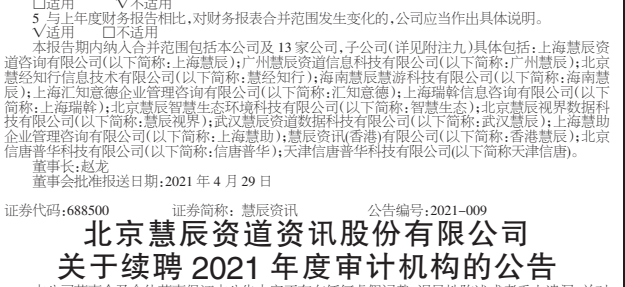 □适用 √不适用
5 与上年度财务报告相比,对财务报表合并范围发生变化的,公司应当作出具体说明。
√适用 □不适用
本报告期内纳入合并范围包括本公司及 13 家公司,子公司(详见附注九)具体包括:上海慧辰资
道咨询有限公司(以下简称:上海慧辰);广州慧辰资道信息科技有限公司(以下简称:广州慧辰);北京
慧经知行信息技术有限公司(以下简称:慧经知行);海南慧辰慧游科技有限公司(以下简称:海南慧
辰);上海汇知意德企业管理咨询有限公司(以下简称:汇知意德);上海瑞斡信息咨询有限公司(以下
简称:上海瑞斡);北京慧辰智慧生态环境科技有限公司(以下简称:智慧生态);北京慧辰视界数据科
技有限公司(以下简称:慧辰视界);武汉慧辰资道数据科技有限公司(以下简称:武汉慧辰);上海慧助
企业管理咨询有限公司(以下简称:上海慧助);慧辰资讯(香港)有限公司(以下简称:香港慧辰);北京
信唐普华科技有限公司(以下简称:信唐普华);天津信唐普华科技有限公司(以下简称天津信唐)。
董事长:赵龙
董事会批准报送日期:2021 年 4 月 29 日
证券代码:688500 证券简称: 慧辰资讯 公告编号:2021-009
北京慧辰资道资讯股份有限公司
关于续聘 2021 年度审计机构的公告